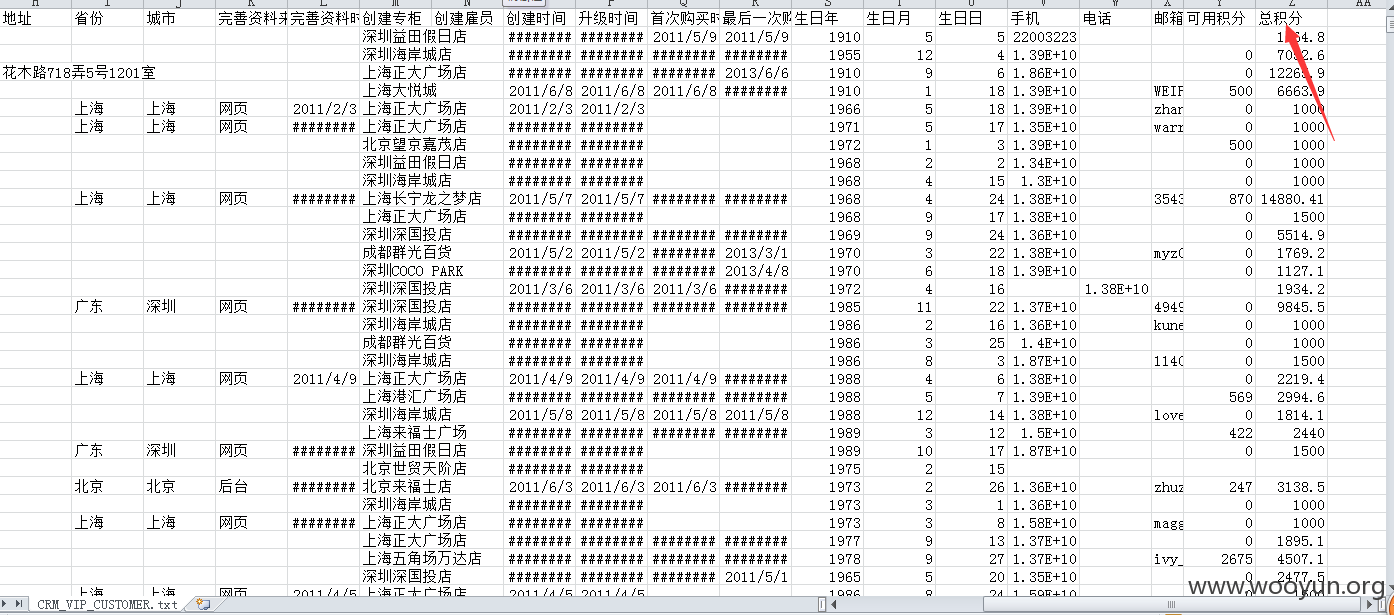 地址 省份 城市 完善资料来 完善资料时 创建专柜 创建雇员 创建时间 升级时间 首次购买时 最后一次购 生日年 生日月 生日日 手机 电话 邮箱 可用积分 总积分
深圳益田假日店 ######## ######## 2011/5/9 2011/5/9 1910 5 5 22003223
深圳海岸城店 ######## ######## ######## ######## 1955 12 4 1.39E+10 0
花木路718弄5号1201室 上海正大广场店 ######## ######## ######## 2013/6/6 1910 9 6 1.86E+10 0
上海大悦城 2011/6/8 2011/6/8 2011/6/8 ######## 1910 1 18 1.39E+10 WEIF 500 6663.9
上海 上海 网页 2011/2/3 上海正大广场店 2011/2/3 2011/2/3 1966 5 18 1.39E+10 zhar 0 1000
上海 上海 网页 ######## 上海正大广场店 ######## ######## 1971 5 17 1.35E+10 warr 0 1000
北京望京嘉茂店 ######## ######## 1972 1 3 1.39E+10 500 1000
深圳益田假日店 ######## ######## 1968 2 2 1.34E+10 0 1000
深圳海岸城店 ######## ######## 1968 4 15 1.3E+10 0 1000
上海 上海 网页 ######## 上海长宁龙之梦店 2011/5/7 2011/5/7 ######## ######## 1968 4 24 1.38E+10 3543 870 14880.41
上海正大广场店 ######## ######## 1968 9 17 1.38E+10 0 1500
深圳深国投店 ######## ######## ######## ######## 1969 9 24 1.36E+10 0 5514.9
成都群光百货 2011/5/2 2011/5/2 ######## 2013/3/1 1970 3 22 1.38E+10 myz0 0 1769.2
深圳COCO PARK ######## ######## ######## 2013/4/8 1970 6 18 1.39E+10 0 1127.1
深圳深国投店 2011/3/6 2011/3/6 2011/3/6 ######## 1972 4 16 1.38E+10 0 1934.2
广东 深圳 网页 ######## 深圳深国投店 ######## ######## ######## ######## 1985 11 22 1.37E+10 4949 0 9845.5
深圳海岸城店 ######## ######## 1986 2 16 1.36E+10 kune 0 1000
成都群光百货 ######## ######## 1986 3 25 1.4E+10 0 1000
深圳海岸城店 ######## ######## 1986 8 3 1.87E+10 1140 0 1500
上海 上海 网页 2011/4/9 上海正大广场店 2011/4/9 2011/4/9 2011/4/9 ######## 1988 4 6 1.38E+10 0 2219.4
上海港汇广场店 ######## ######## ######## ######## 1988 5 7 1.39E+10 569 2994.6
深圳海岸城店 2011/5/8 2011/5/8 2011/5/8 2011/5/8 1988 12 14 1.38E+10 love 0 1814.1
上海来福士广场 ######## ######## ######## ######## 1989 3 12 1.5E+10 422 2440
广东 深圳 网页 ######## 深圳益田假日店 ######## ######## 1989 10 17 1.87E+10 0 1500
北京世贸天阶店 ######## ######## 1975 2 15
北京 北京 后台 ######## 北京来福士店 2011/6/3 2011/6/3 2011/6/3 ######## 1973 2 26 1.36E+10 zhuz 247 3138.5
深圳海岸城店 ######## ######## 1973 3 1 1.36E+10 0 1000
上海 上海 网页 ######## 上海正大广场店 ######## ######## 1973 3 8 1.58E+10 magg 0 1000
上海正大广场店 ######## ######## ######## ######## 1977 9 13 1.37E+10 0 1895.1
上海五角场万达店 ######## ######## ######## ######## 1978 9 27 1.37E+10 ivy_ 2675 4507.1
深圳深国投店 ######## ######## ######## 2011/5/1 1965 5 20 1.35E+10 0 2477.5
www.wooyun.org
CRM_VIP_CUSTOMER.txt